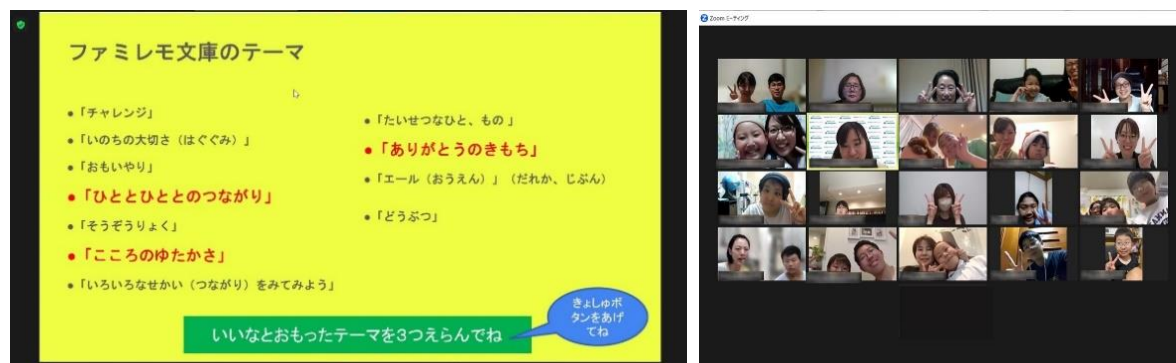 ファミレモ文庫のテーマ
●「チャレンジ」
●「いのちの大切さ（はぐくみ）」
●「おもいやり」
●「ひととひととのつながり」
●「そうぞうりょく」
●「こころのゆたかさ」
●「いろいろなせかい（つながり）をみてみよう」
●「たいせつなひと、もの」
●「ありがとうのきもち」
●「エール（おうえん）」（だれか、じぶん）
●「どうぶつ」
いいなとおもったテーマを3つえらんでね
きょしゅボ
タンをあげ
てね
Zoom ミーティング